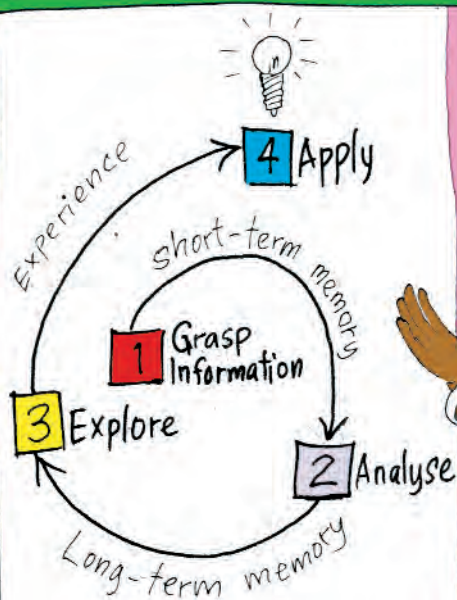 4 Apply
Experience
short-term memory
1 Grasp
Information
3 Explore
2 Analyse
Long-term memory